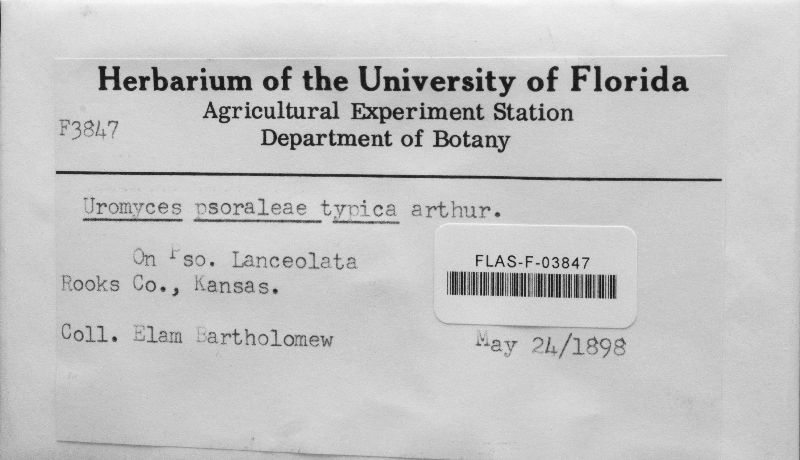 Herbarium of the University of Florida
Agricultural Experiment Station
Department of Botany
F3847
Uromyces psoraleae typica arthur.
On Pso. Lanceolata
Rooks Co., Kansas.
FLAS-F-03847
Coll. Elam Bartholomew
May 24/1898